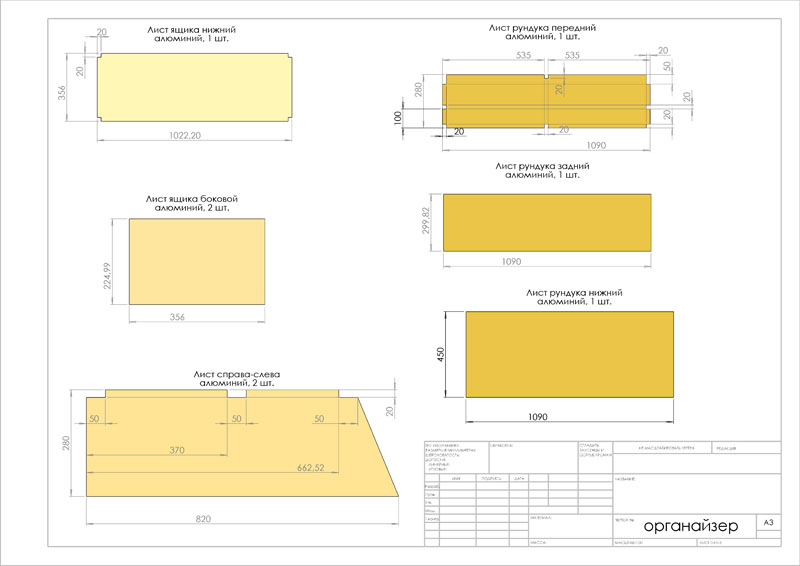 Лист ящика нижний
алюминий, 1 шт.
20
20
356
1022,20
Лист рундука передний
алюминий, 1 шт.
535
535
20
50
280
20
20
100
20
20
20
1090
Лист ящика боковой
алюминий, 2 шт.
224,99
356
Лист рундука задний
алюминий, 1 шт.
299,82
1090
Лист рундука нижний
алюминий, 1 шт.
450
1090
Лист справа-слева
алюминий, 2 шт.
280
50
50
50
20
370
662,52
820
НЕ МАСШТАБИРОВАТЬ ЧЕРТЕЖ
РЕДАКЦИЯ
ИМЯ
ПОДПИСЬ
ДАТА
НАЗВАНИЕ:
МАТЕРИАЛ:
МАССА:
органайзер
A3